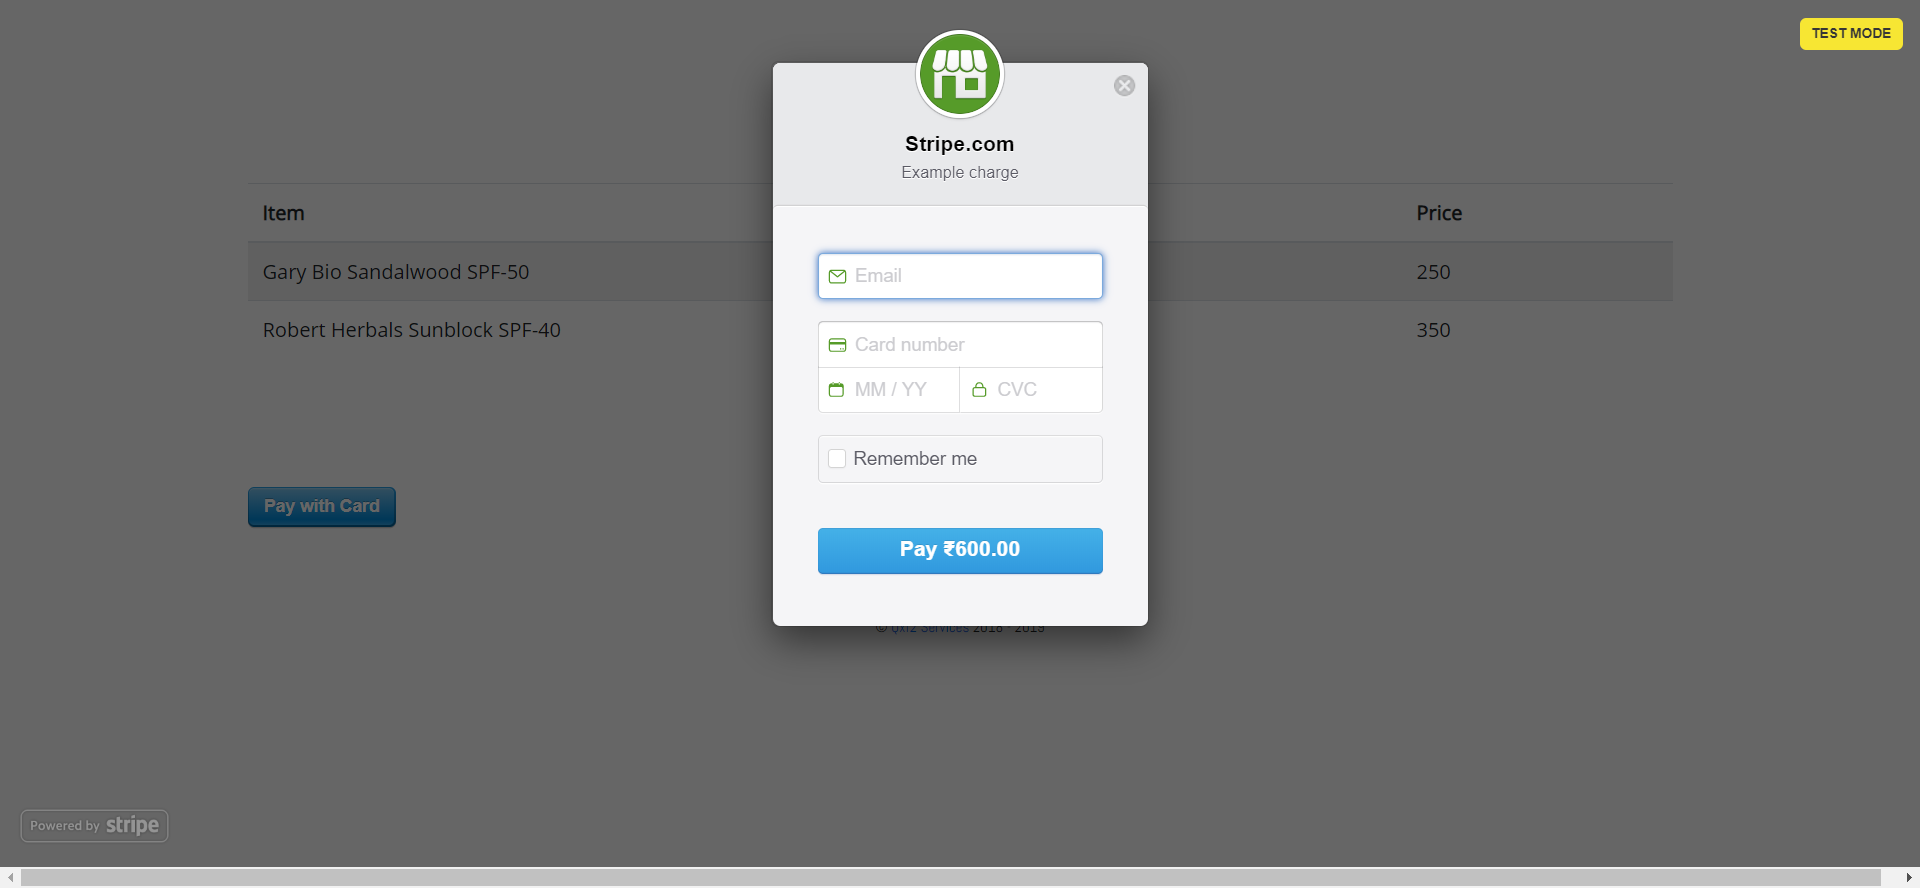 TEST MODE
Stripe.com
Example charge
Item
Price
Gary Bio Sandalwood SPF-50
250
Robert Herbals Sunblock SPF-40
350
Email
Card number
MM / YY
CVC
Remember me
Pay with Card
Pay ₹600.00
© Qxf2 Services 2018 - 2019
Powered by stripe